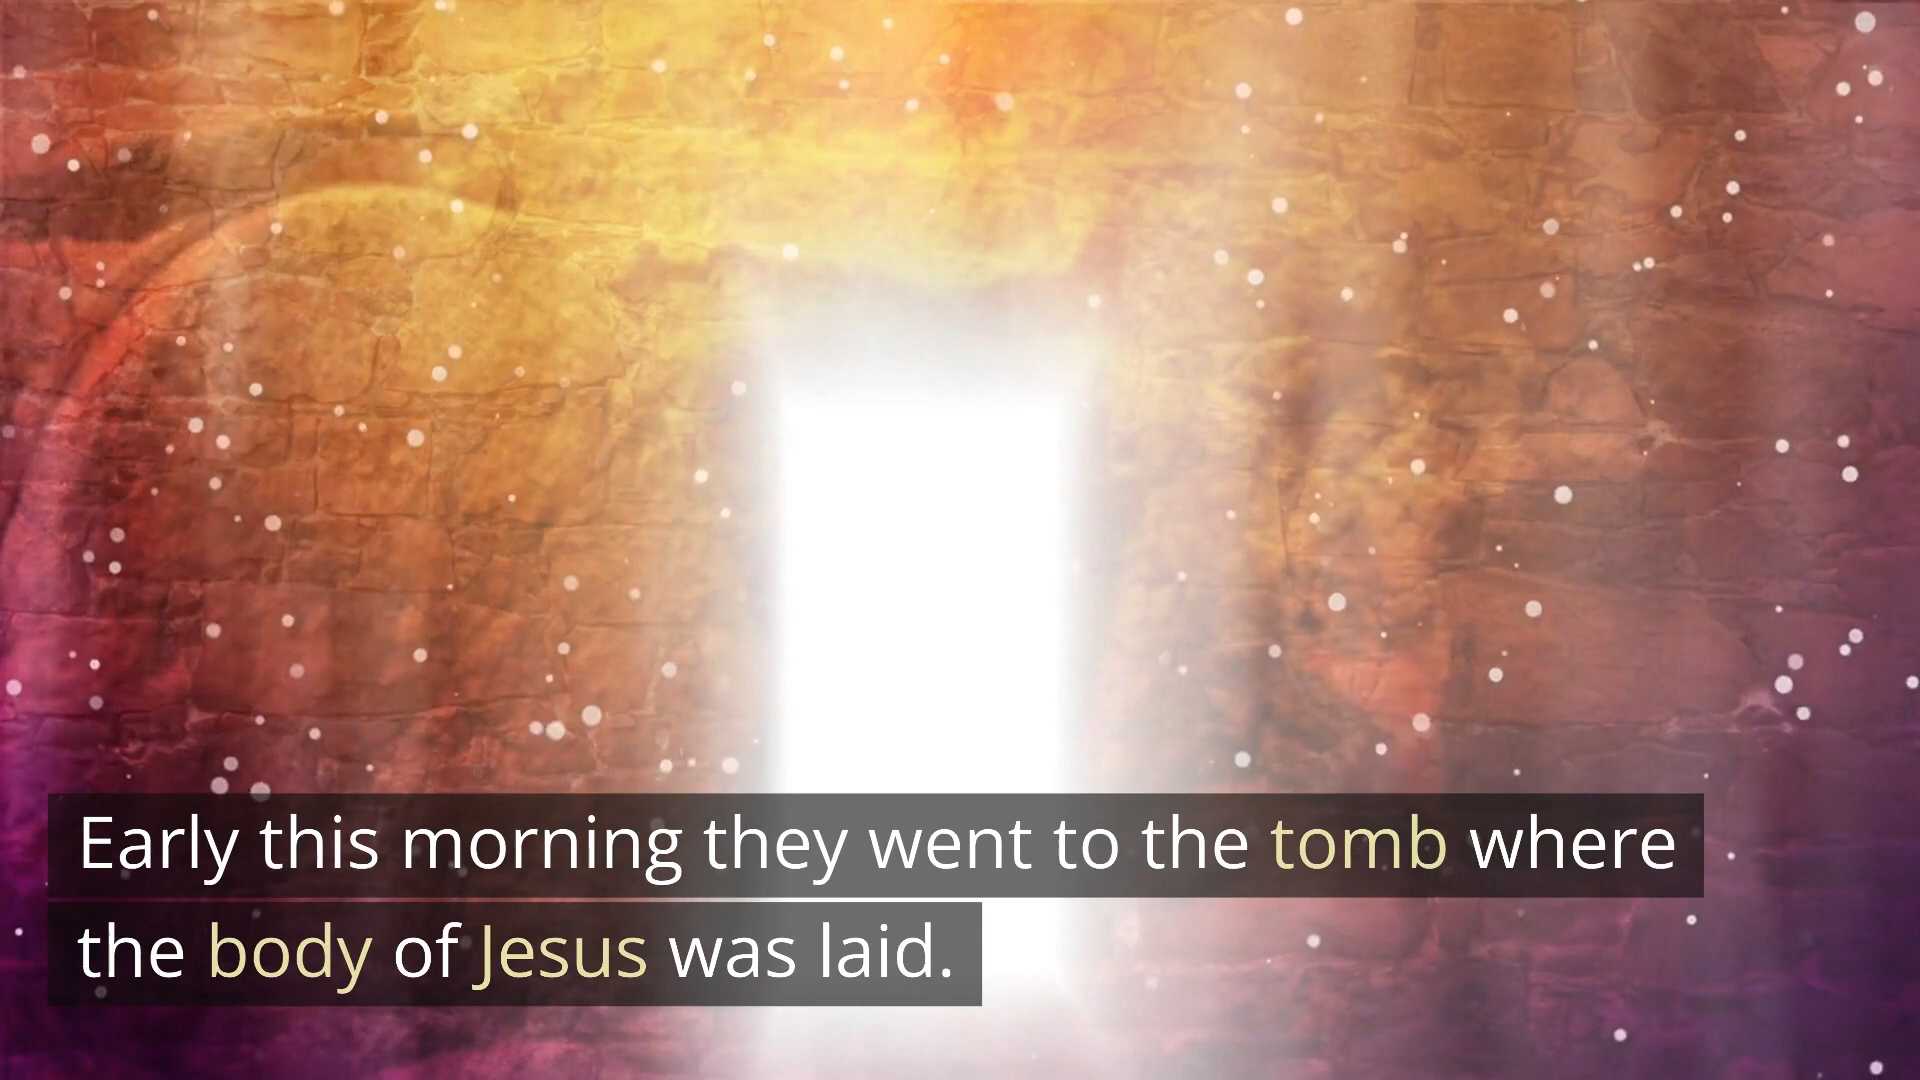 Early this morning they went to the tomb where
the body of Jesus was laid.